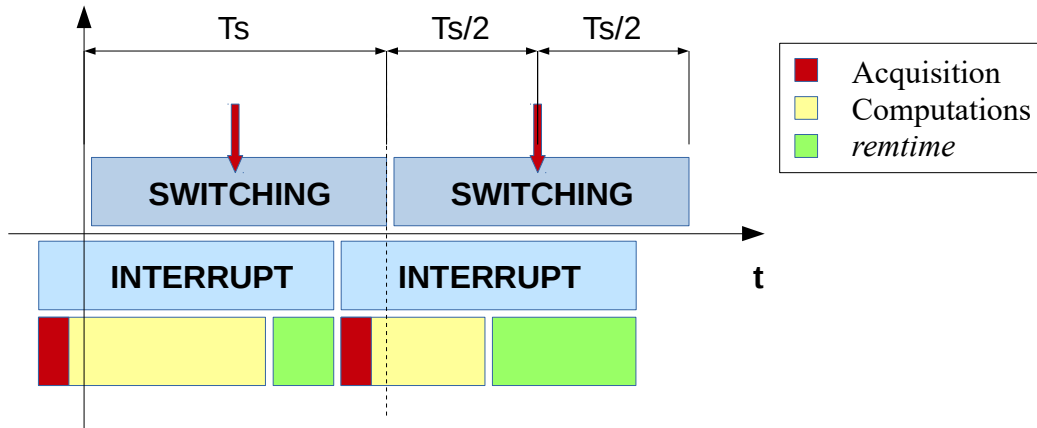 Ts
Ts/2
Ts/2
Acquisition
Computations
remtime
SWITCHING
SWITCHING
INTERRUPT
INTERRUPT
t